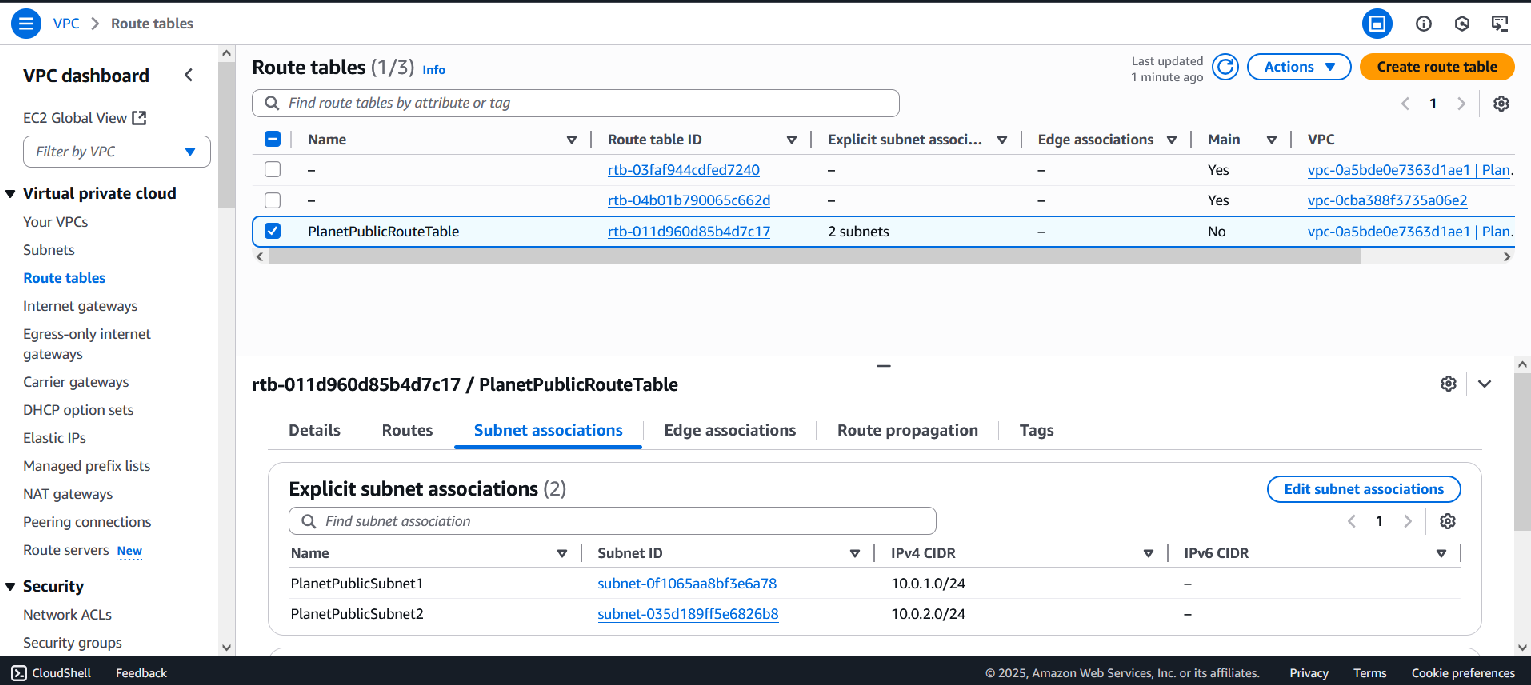 VPC > Route tables
VPC dashboard
EC2 Global View
Filter by VPC
Virtual private cloud
Your VPCs
Subnets
Route tables
Internet gateways
Egress-only internet
gateways
Carrier gateways
DHCP option sets
Elastic IPs
Managed prefix lists
NAT gateways
Peering connections
Route servers New
Security
Network ACLs
Security groups
Route tables (1/3) Info
Last updated
1 minute ago
Actions
Create route table
Find route tables by attribute or tag
1
Name Route table ID Explicit subnet associ... Edge associations Main VPC
– rtb-03faf944cdfed7240 – – Yes vpc-0a5bde0e7363d1ae1 | Plan.
– rtb-04b01b790065c662d – – Yes vpc-0cba388f3735a06e2
PlanetPublicRouteTable rtb-011d960d85b4d7c17 2 subnets – No vpc-0a5bde0e7363d1ae1 | Plan.
rtb-011d960d85b4d7c17 / PlanetPublicRouteTable
Details Routes Subnet associations Edge associations Route propagation Tags
Explicit subnet associations (2)
Edit subnet associations
Find subnet association
1
Name Subnet ID IPv4 CIDR IPv6 CIDR
PlanetPublicSubnet1 subnet-0f1065aa8bf3e6a78 10.0.1.0/24 –
PlanetPublicSubnet2 subnet-035d189ff5e6826b8 10.0.2.0/24 –
CloudShell Feedback © 2025, Amazon Web Services, Inc. or its affiliates. Privacy Terms Cookie preferences